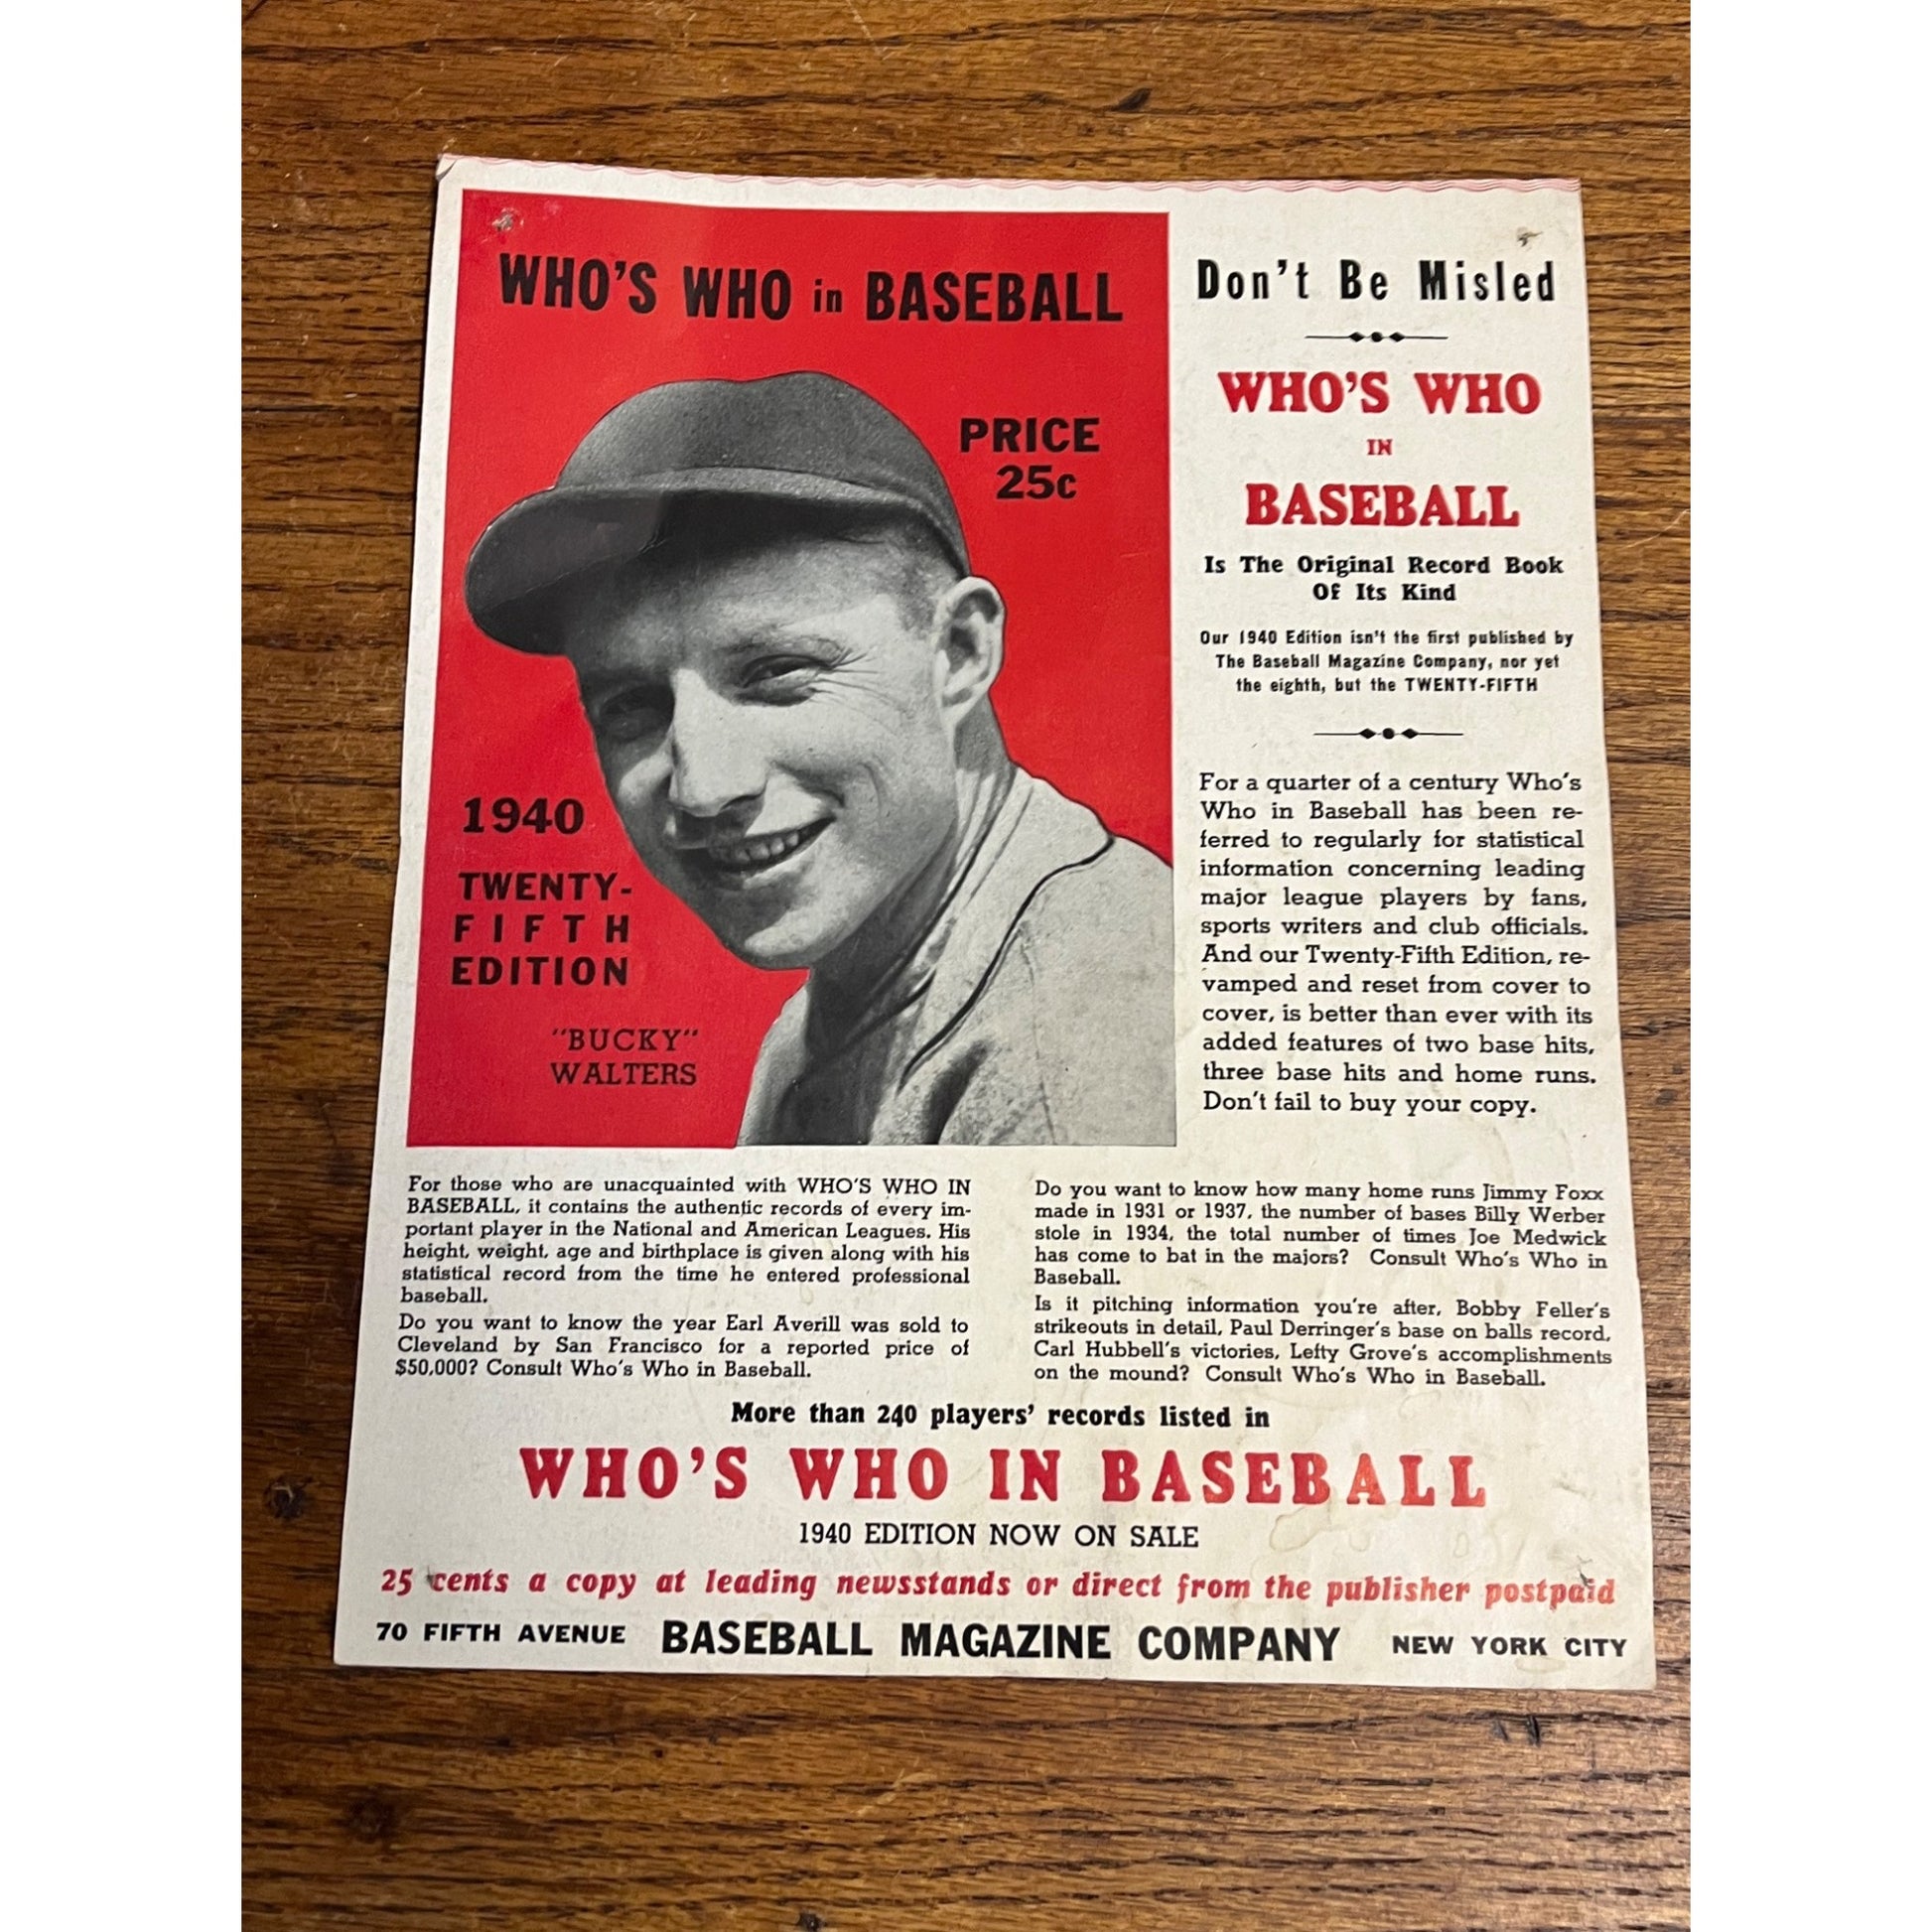 WHO'S WHO in BASEBALL
PRICE
25c
1940
TWENTY-
FIFTH
EDITION
"BUCKY"
WALTERS
Don't Be Misled
WHO'S WHO
IN
BASEBALL
Is The Original Record Book
Of Its Kind
Our 1940 Edition isn't the first published by
The Baseball Magazine Company, nor yet
the eighth, but the TWENTY-FIFTH
For a quarter of a century Who's
Who in Baseball has been re-
ferred to regularly for statistical
information concerning leading
major league players by fans,
sports writers and club officials.
And our Twenty-Fifth Edition, re-
vamped and reset from cover to
cover, is better than ever with its
added features of two base hits,
three base hits and home runs.
Don't fail to buy your copy.
For those who are unacquainted with WHO'S WHO IN
BASEBALL, it contains the authentic records of every im-
portant player in the National and American Leagues. His
height, weight, age and birthplace is given along with his
statistical record from the time he entered professional
baseball.
Do you want to know the year Earl Averill was sold to
Cleveland by San Francisco for a reported price of
$50,000? Consult Who's Who in Baseball.
Do you want to know how many home runs Jimmy Foxx
made in 1931 or 1937, the number of bases Billy Werber
stole in 1934, the total number of times Joe Medwick
has come to bat in the majors? Consult Who's Who in
Baseball.
Is it pitching information you're after, Bobby Feller's
strikeouts in detail, Paul Derringer's base on balls record,
Carl Hubbell's victories, Lefty Grove's accomplishments
on the mound? Consult Who's Who in Baseball.
More than 240 players' records listed in
WHO'S WHO IN BASEBALL
1940 EDITION NOW ON SALE
25 cents a copy at leading newsstands or direct from the publisher postpaid
70 FIFTH AVENUE BASEBALL MAGAZINE COMPANY NEW YORK CITY